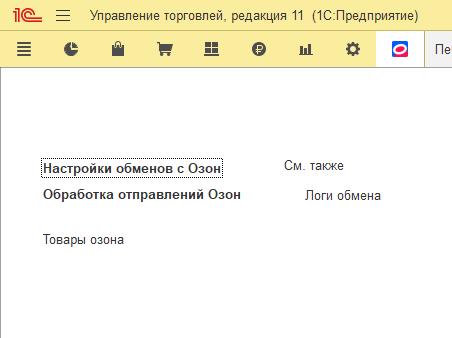 1С Управление торговлей, редакция 11 (1С:Предприятие)
Пе
Настройки обменов с Озон
См. также
Обработка отправлений Озон
Логи обмена
Товары озона